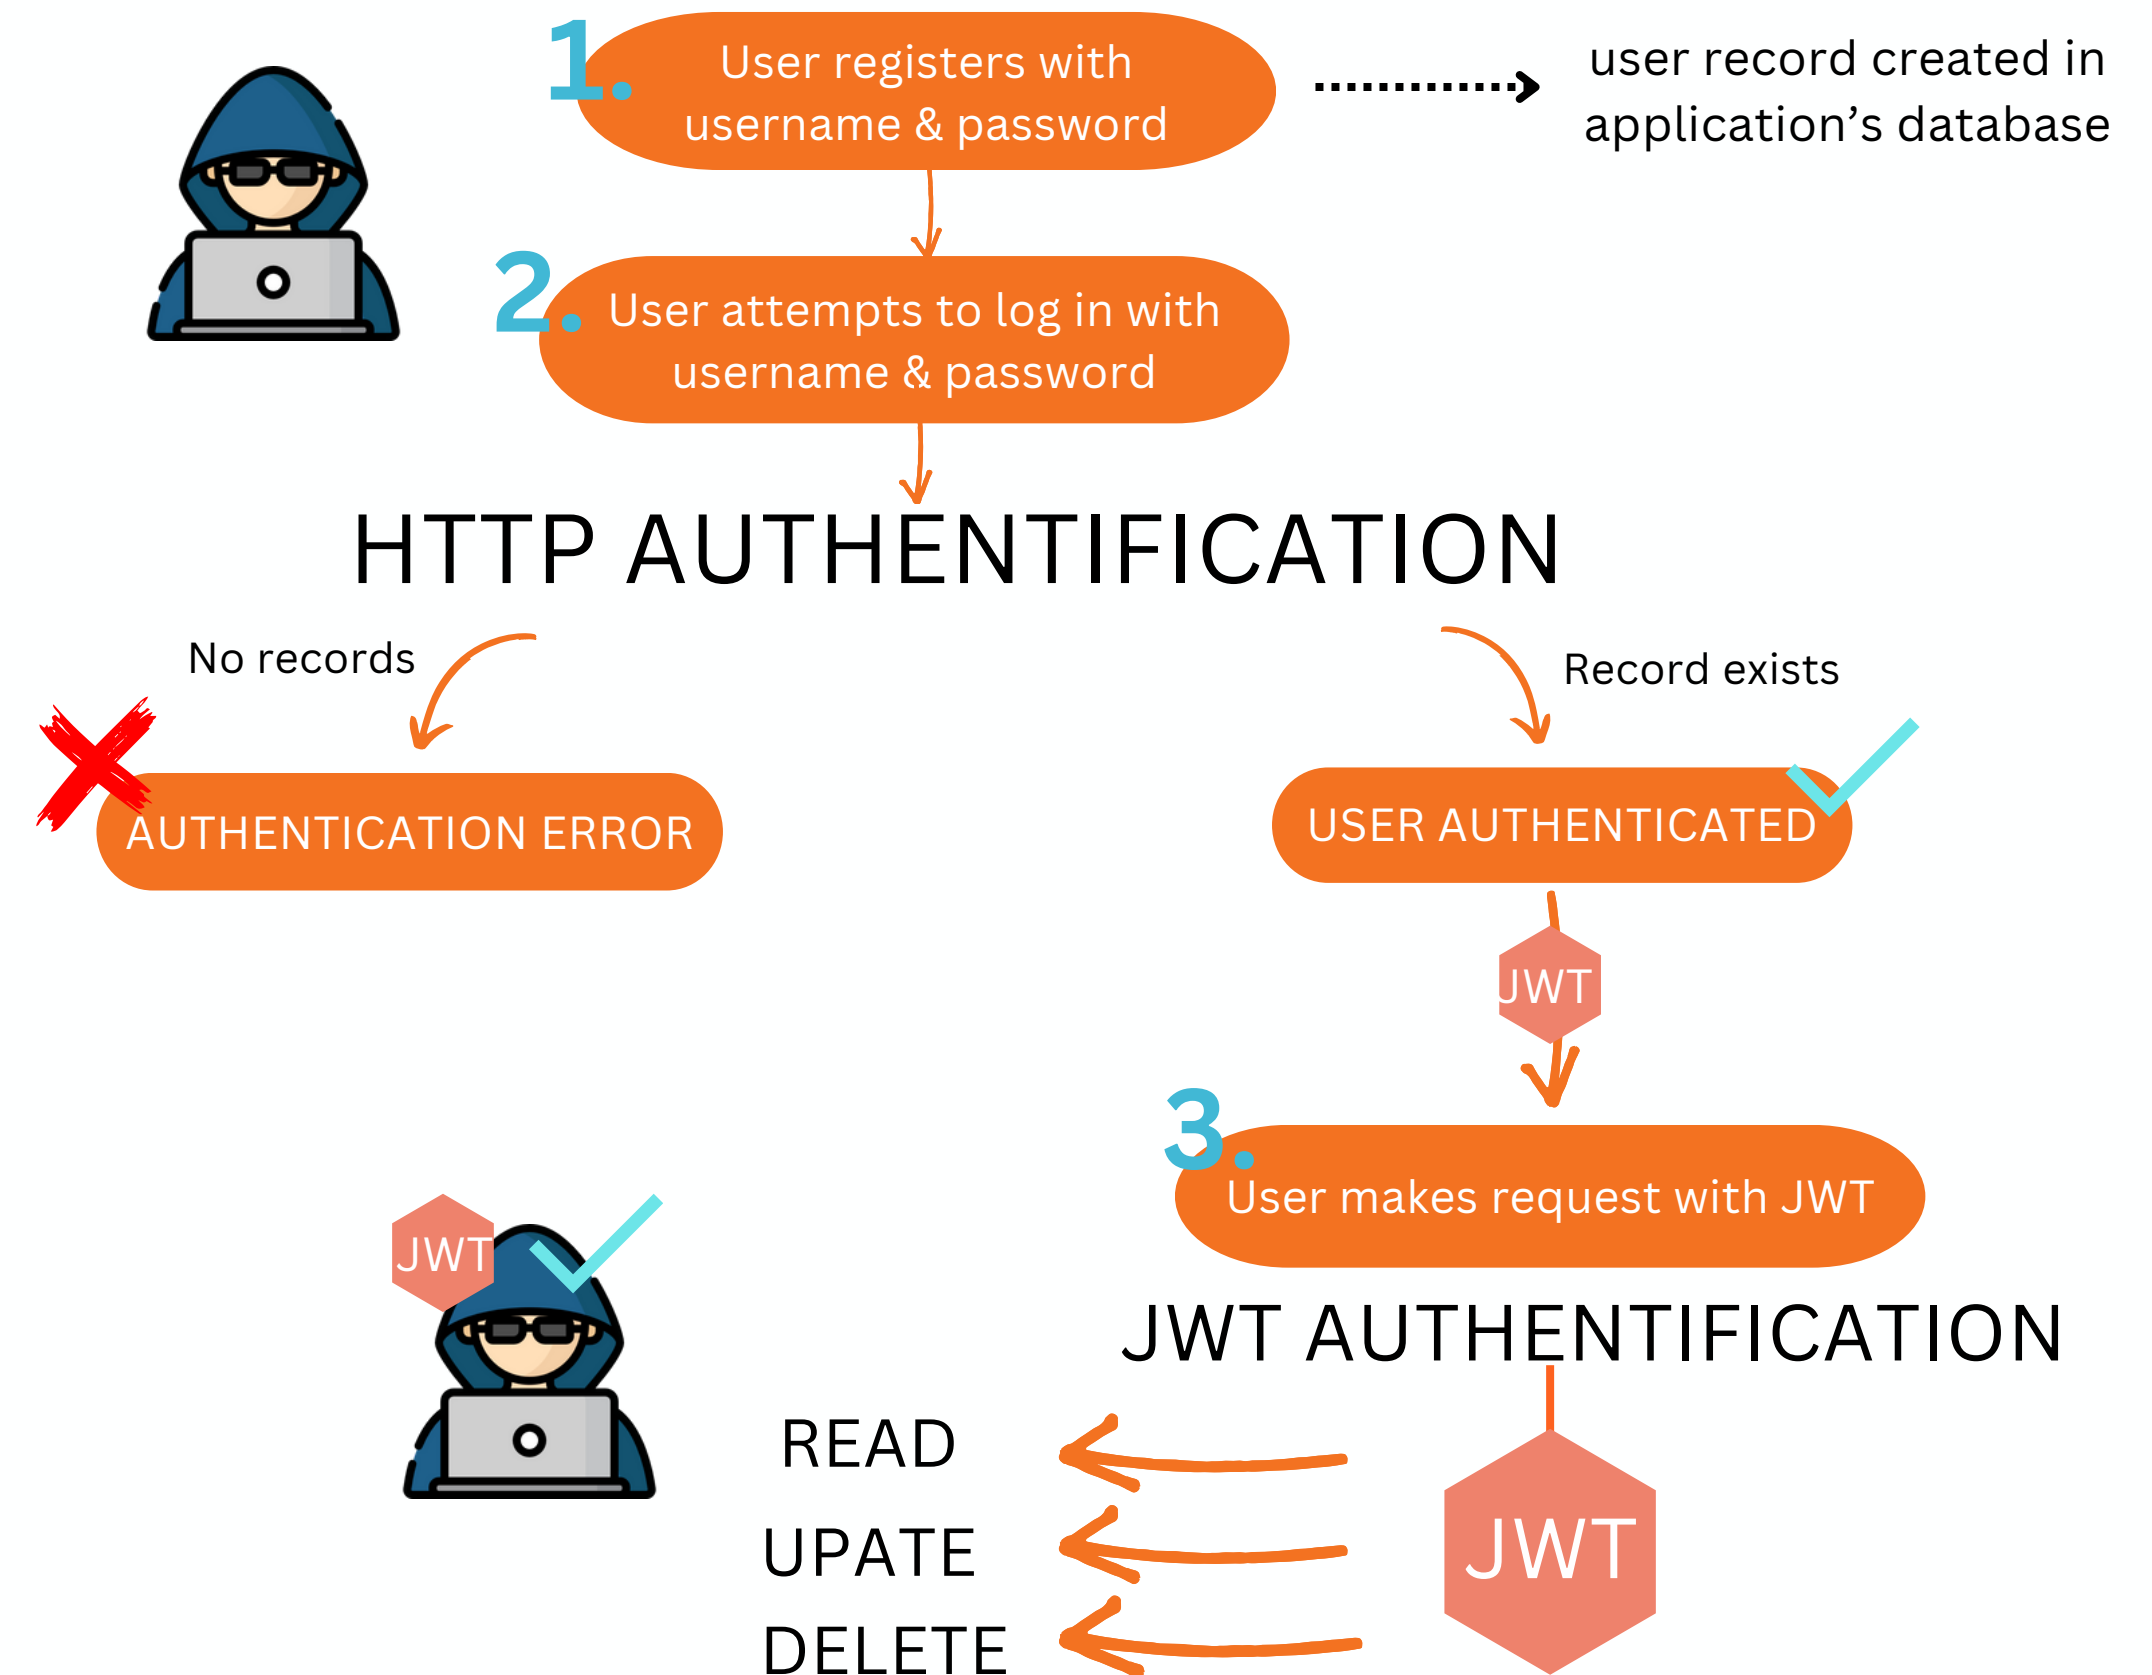 1.
User registers with
username & password
user record created in
application’s database
2.
User attempts to log in with
username & password
HTTP AUTHENTIFICATION
No records
Record exists
AUTHENTICATION ERROR
USER AUTHENTICATED
JWT
3.
User makes request with JWT
JWT
JWT AUTHENTIFICATION
READ
UPATE
DELETE
JWT